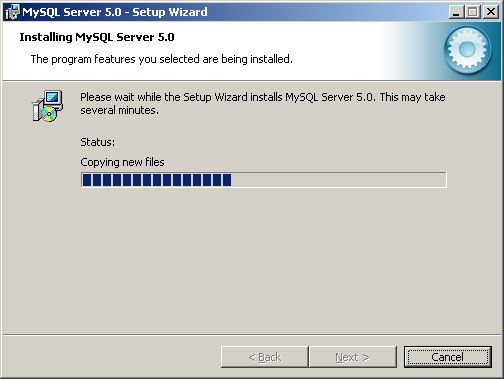 MySQL Server 5.0 - Setup Wizard
Installing MySQL Server 5.0
The program features you selected are being installed.
Please wait while the Setup Wizard installs MySQL Server 5.0. This may take
several minutes.
Status:
Copying new files
< Back Next > Cancel